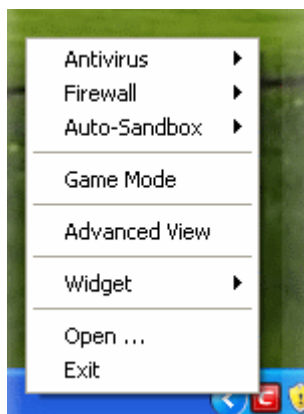 Antivirus
Firewall
Auto-Sandbox
Game Mode
Advanced View
Widget
Open ...
Exit